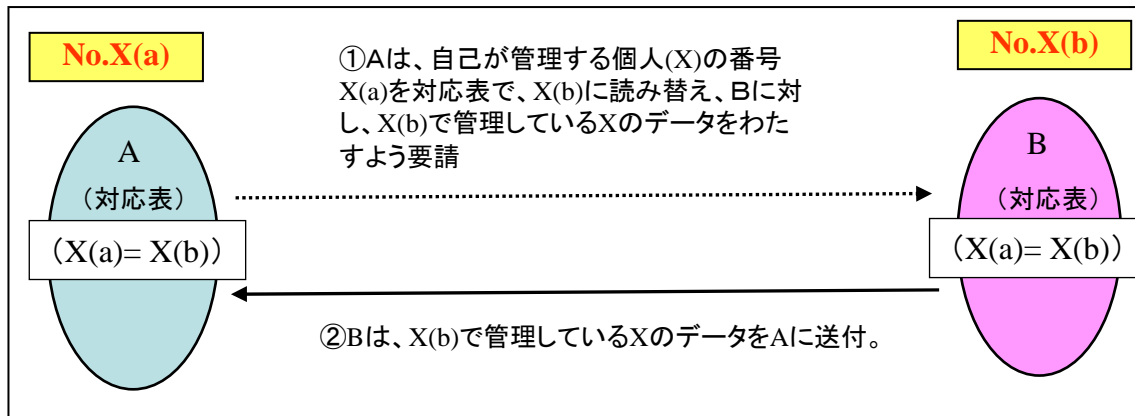 No.X(a)
No.X(b)
①Aは、自己が管理する個人(X)の番号
X(a)を対応表で、X(b)に読み替え、Bに対
し、X(b)で管理しているXのデータをわた
すよう要請
A
（対応表）
（X(a)= X(b)）
B
（対応表）
（X(a)= X(b)）
②Bは、X(b)で管理しているXのデータをAに送付。